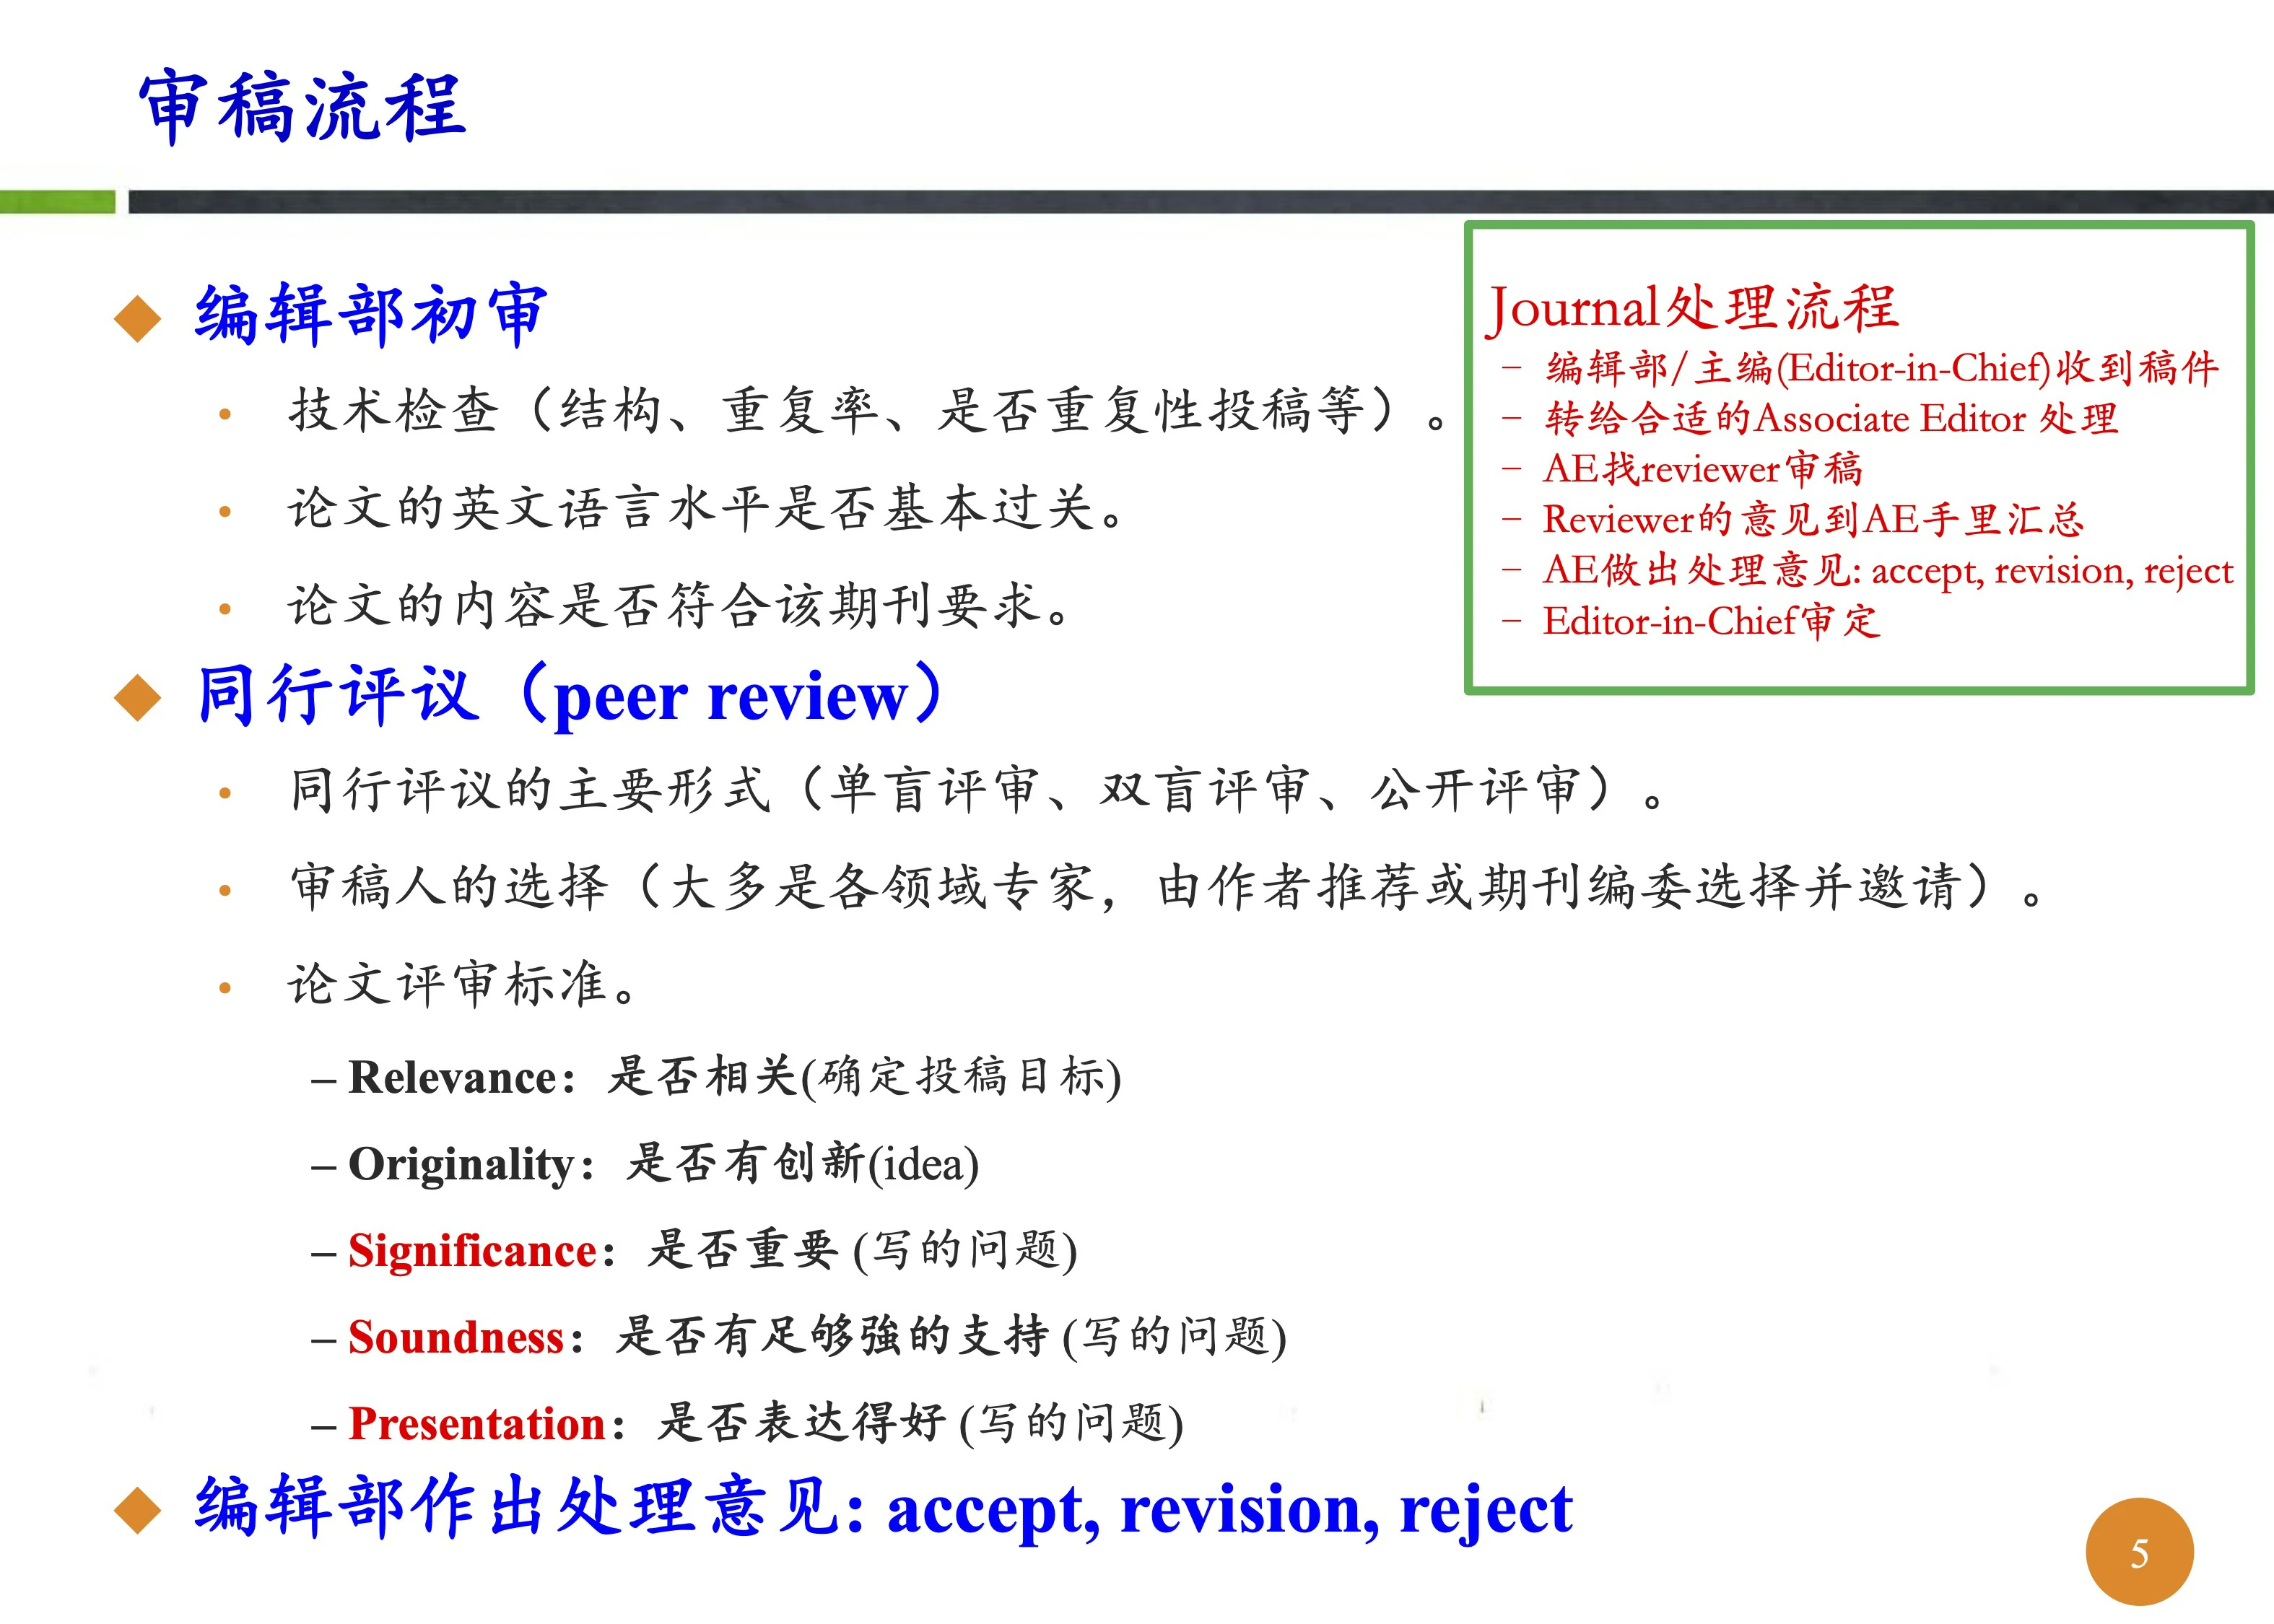 审稿流程
编辑部初审
技术检查（结构、重复率、是否重复性投稿等）。
论文的英文语言水平是否基本过关。
论文的内容是否符合该期刊要求。
Journal处理流程
– 编辑部/主编(Editor-in-Chief)收到稿件
– 转给合适的Associate Editor 处理
– AE找reviewer审稿
– Reviewer的意见到AE手里汇总
– AE做出处理意见: accept, revision, reject
– Editor-in-Chief审定
同行评议（peer review）
同行评议的主要形式（单盲评审、双盲评审、公开评审）。
审稿人的选择（大多是各领域专家，由作者推荐或期刊编委选择并邀请）。
论文评审标准。
– Relevance：是否相关(确定投稿目标)
– Originality：是否有创新(idea)
– Significance：是否重要 (写的问题)
– Soundness：是否有足够強的支持 (写的问题)
– Presentation：是否表达得好 (写的问题)
编辑部作出处理意见: accept, revision, reject
5